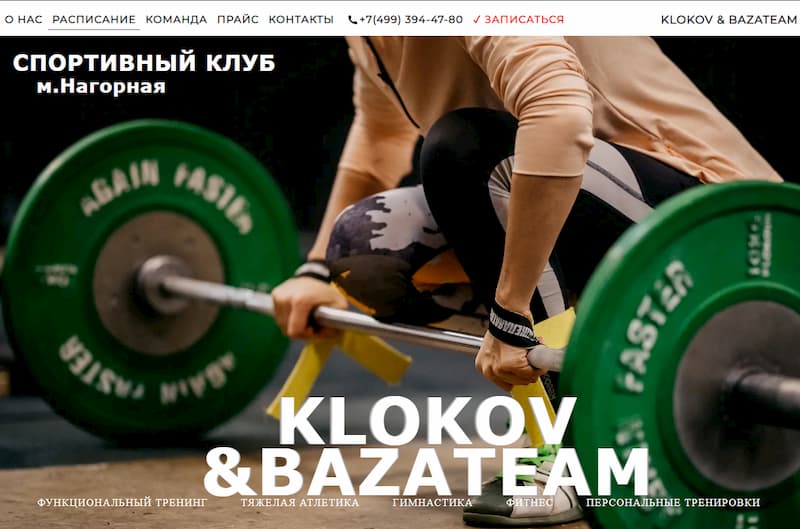 О НАС РАСПИСАНИЕ КОМАНДА ПРАЙС КОНТАКТЫ +7(499) 394-47-80 ✓ ЗАПИСАТЬСЯ KLOKOV & BAZATEAM
СПОРТИВНЫЙ КЛУБ
м.Нагорная
AGAIN FASTER
AGAIN FASTER
FASTER
KLOKOV
&BAZATEAM
ФУНКЦИОНАЛЬНЫЙ ТРЕНИНГ ТЯЖЕЛАЯ АТЛЕТИКА ГИМНАСТИКА ФИТНЕС ПЕРСОНАЛЬНЫЕ ТРЕНИРОВКИ